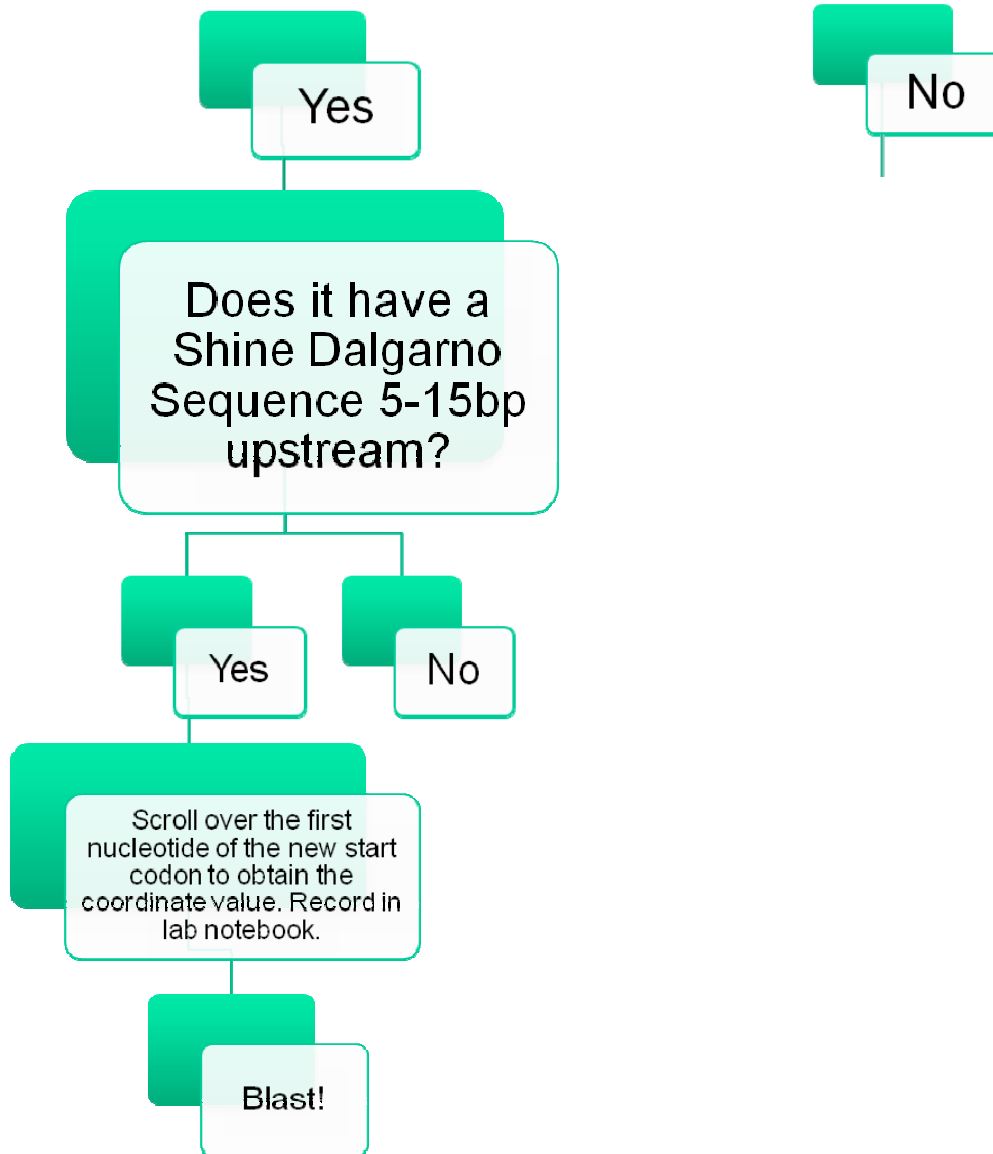 Yes
No
Does it have a
Shine Dalgarno
Sequence 5-15bp
upstream?
Yes
No
Scroll over the first
nucleotide of the new start
codon to obtain the
coordinate value. Record in
lab notebook.
Blast!